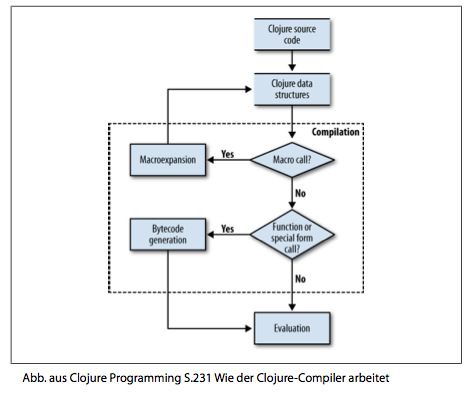 Clojure source
code
Clojure data
structures
Compilation
Macroexpansion
Yes
Macro call?
No
Bytecode
generation
Yes
Function or
special form
call?
No
Evaluation
Abb. aus Clojure Programming S.231 Wie der Clojure-Compiler arbeitet